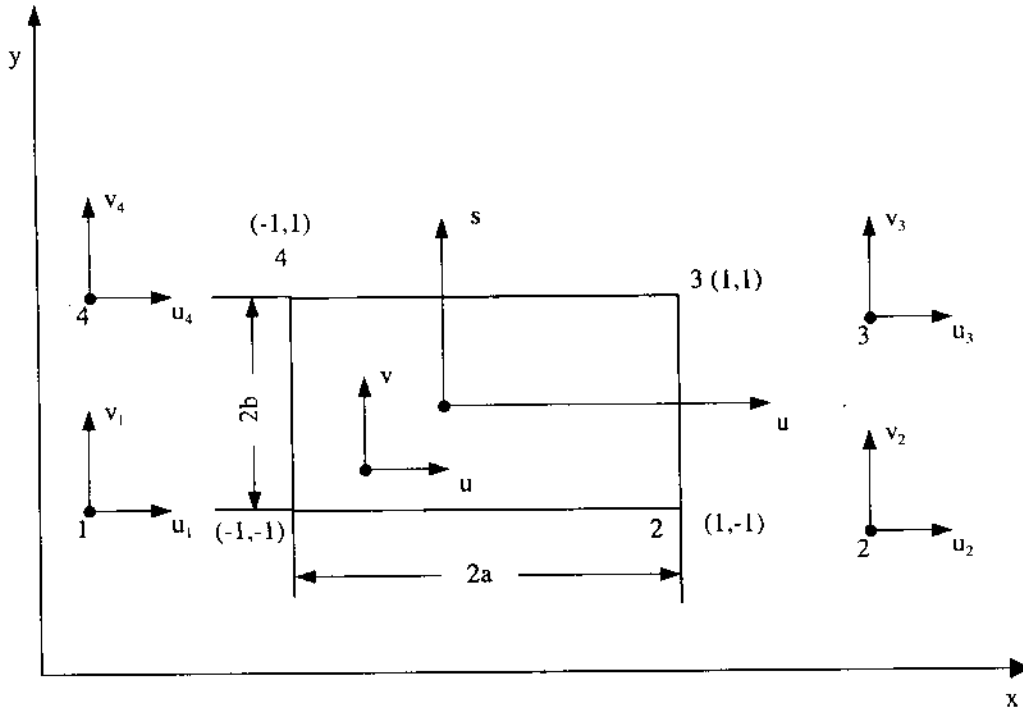 y
v₄
(-1,1)
4
s
v₃
3 (1,1)
4
u₄
3
u₃
v
2b
v₁
u
v₂
u
1
u₁
(-1,-1)
2
(1,-1)
2
u₂
2a
x